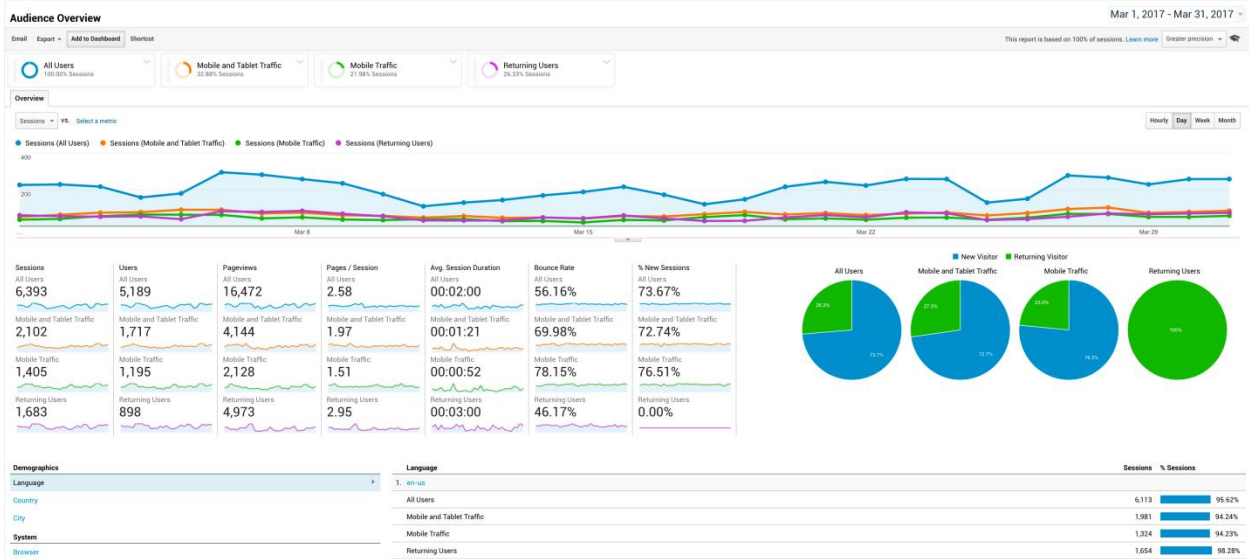 Audience Overview
Mar 1, 2017 - Mar 31, 2017
Email Export Add to Dashboard Shortcut
This report is based on 100% of sessions. Learn more Greater precision
All Users
100.00% Sessions
Mobile and Tablet Traffic
32.88% Sessions
Mobile Traffic
21.98% Sessions
Returning Users
26.33% Sessions
Overview
Sessions VS. Select a metric
Hourly Day Week Month
Sessions (All Users) Sessions (Mobile and Tablet Traffic) Sessions (Mobile Traffic) Sessions (Returning Users)
400
200
... Mar 8 Mar 15 Mar 22 Mar 29
Sessions Users Pageviews Pages / Session Avg. Session Duration Bounce Rate % New Sessions
All Users All Users All Users All Users All Users All Users All Users
6,393 5,189 16,472 2.58 00:02:00 56.16% 73.67%
Mobile and Tablet Traffic Mobile and Tablet Traffic Mobile and Tablet Traffic Mobile and Tablet Traffic Mobile and Tablet Traffic Mobile and Tablet Traffic Mobile and Tablet Traffic
2,102 1,717 4,144 1.97 00:01:21 69.98% 72.74%
Mobile Traffic Mobile Traffic Mobile Traffic Mobile Traffic Mobile Traffic Mobile Traffic Mobile Traffic
1,405 1,195 2,128 1.51 00:00:52 78.15% 76.51%
Returning Users Returning Users Returning Users Returning Users Returning Users Returning Users Returning Users
1,683 898 4,973 2.95 00:03:00 46.17% 0.00%
New Visitor Returning Visitor
All Users Mobile and Tablet Traffic Mobile Traffic Returning Users
26.3% 27.3% 23.5% 100%
73.7% 72.7% 76.5%
Demographics
Language
Country
City
System
Browser
Language Sessions % Sessions
1. en-us
All Users 6,113 95.62%
Mobile and Tablet Traffic 1,981 94.24%
Mobile Traffic 1,324 94.23%
Returning Users 1,654 98.28%